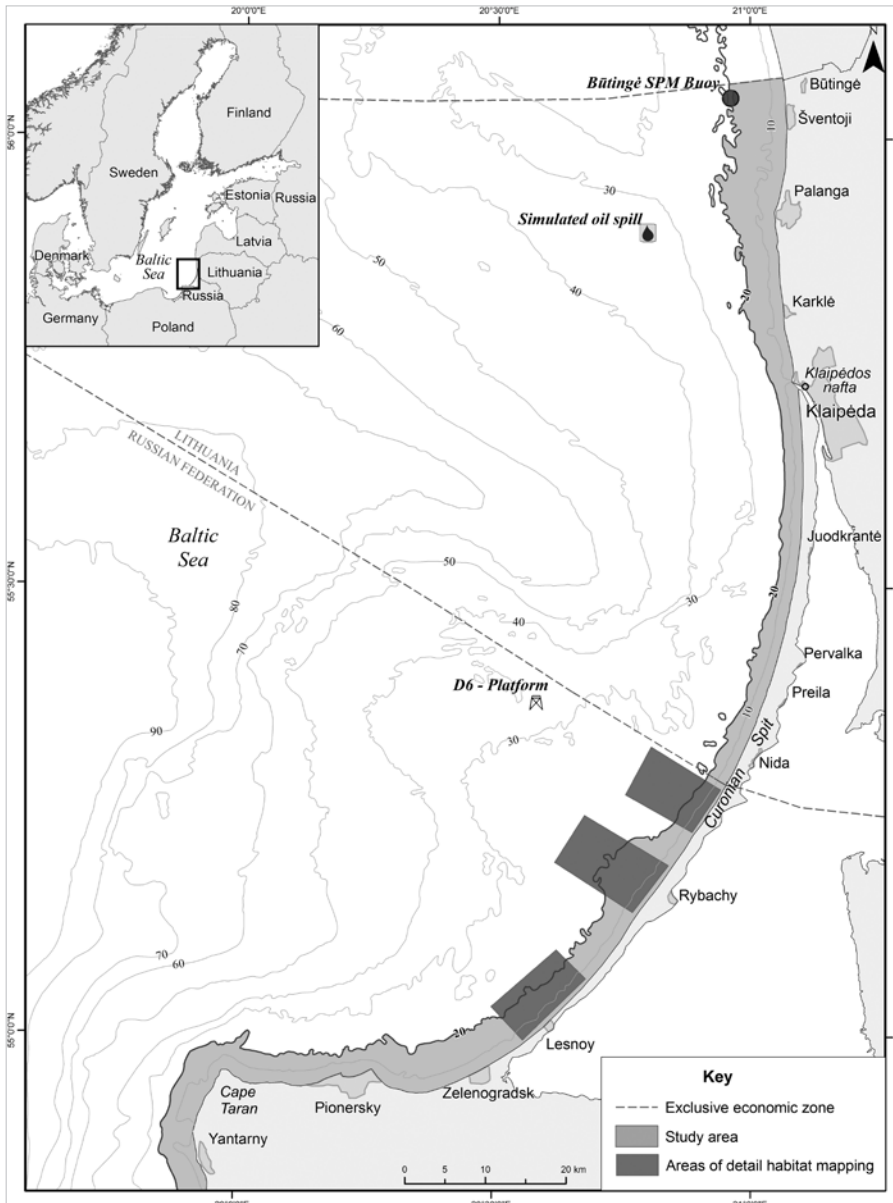 20°0'0"E
20°30'0"E
21°0'0"E
N
Finland
Sweden
Estonia
Russia
Latvia
Denmark
Baltic
Sea
Lithuania
Russia
Germany
Poland
Būtingė SPM Buoy
Būtingė
Šventoji
10
56°0'0"N
30
Palanga
Simulated oil spill
50
40
20
Karklė
60
Klaipėdos
nafta
Klaipėda
LITHUANIA
RUSSIAN FEDERATION
Baltic
Sea
Juodkrantė
50
55°30'0"N
20
80
30
40
70
Pervalka
D6 - Platform
Preila
10
90
30
Nida
Curonian Spit
Rybachy
70
60
55°0'0"N
20
Lesnoy
Key
Cape
Taran
Pionersky
Zelenogradsk
Exclusive economic zone
Yantarny
Study area
Areas of detail habitat mapping
0 5 10 20 km